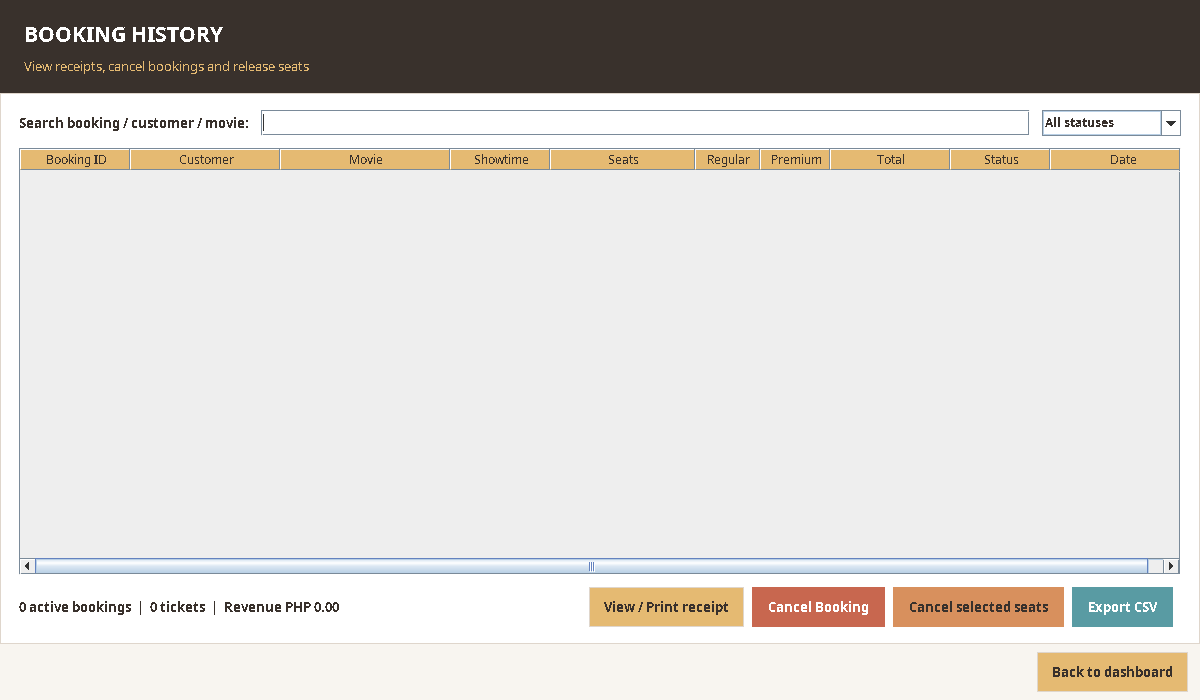 BOOKING HISTORY
View receipts, cancel bookings and release seats
Search booking / customer / movie: All statuses
Booking ID Customer Movie Showtime Seats Regular Premium Total Status Date
0 active bookings | 0 tickets | Revenue PHP 0.00 View / Print receipt Cancel Booking Cancel selected seats Export CSV
Back to dashboard